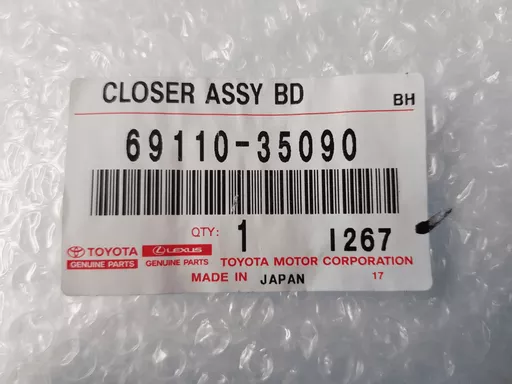 CLOSER ASSY BD
BH
69110-35090
QTY: 1 1267
TOYOTA GENUINE PARTS
LEXUS GENUINE PARTS
TOYOTA MOTOR CORPORATION
MADE IN JAPAN 17